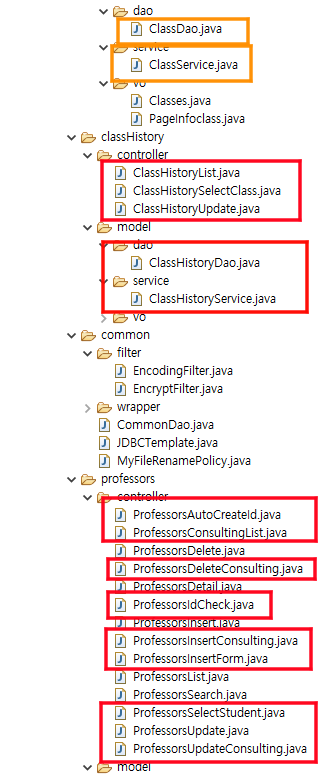 dao
ClassDao.java
service
ClassService.java
vo
Classes.java
PageInfoclass.java
classHistory
controller
ClassHistoryList.java
ClassHistorySelectClass.java
ClassHistoryUpdate.java
model
dao
ClassHistoryDao.java
service
ClassHistoryService.java
vo
common
filter
EncodingFilter.java
EncryptFilter.java
wrapper
CommonDao.java
JDBCTemplate.java
MyFileRenamePolicy.java
professors
controller
ProfessorsAutoCreateId.java
ProfessorsConsultingList.java
ProfessorsDelete.java
ProfessorsDeleteConsulting.java
ProfessorsDetail.java
ProfessorsIdCheck.java
ProfessorsInsert.java
ProfessorsInsertConsulting.java
ProfessorsInsertForm.java
ProfessorsList.java
ProfessorsSearch.java
ProfessorsSelectStudent.java
ProfessorsUpdate.java
ProfessorsUpdateConsulting.java
model